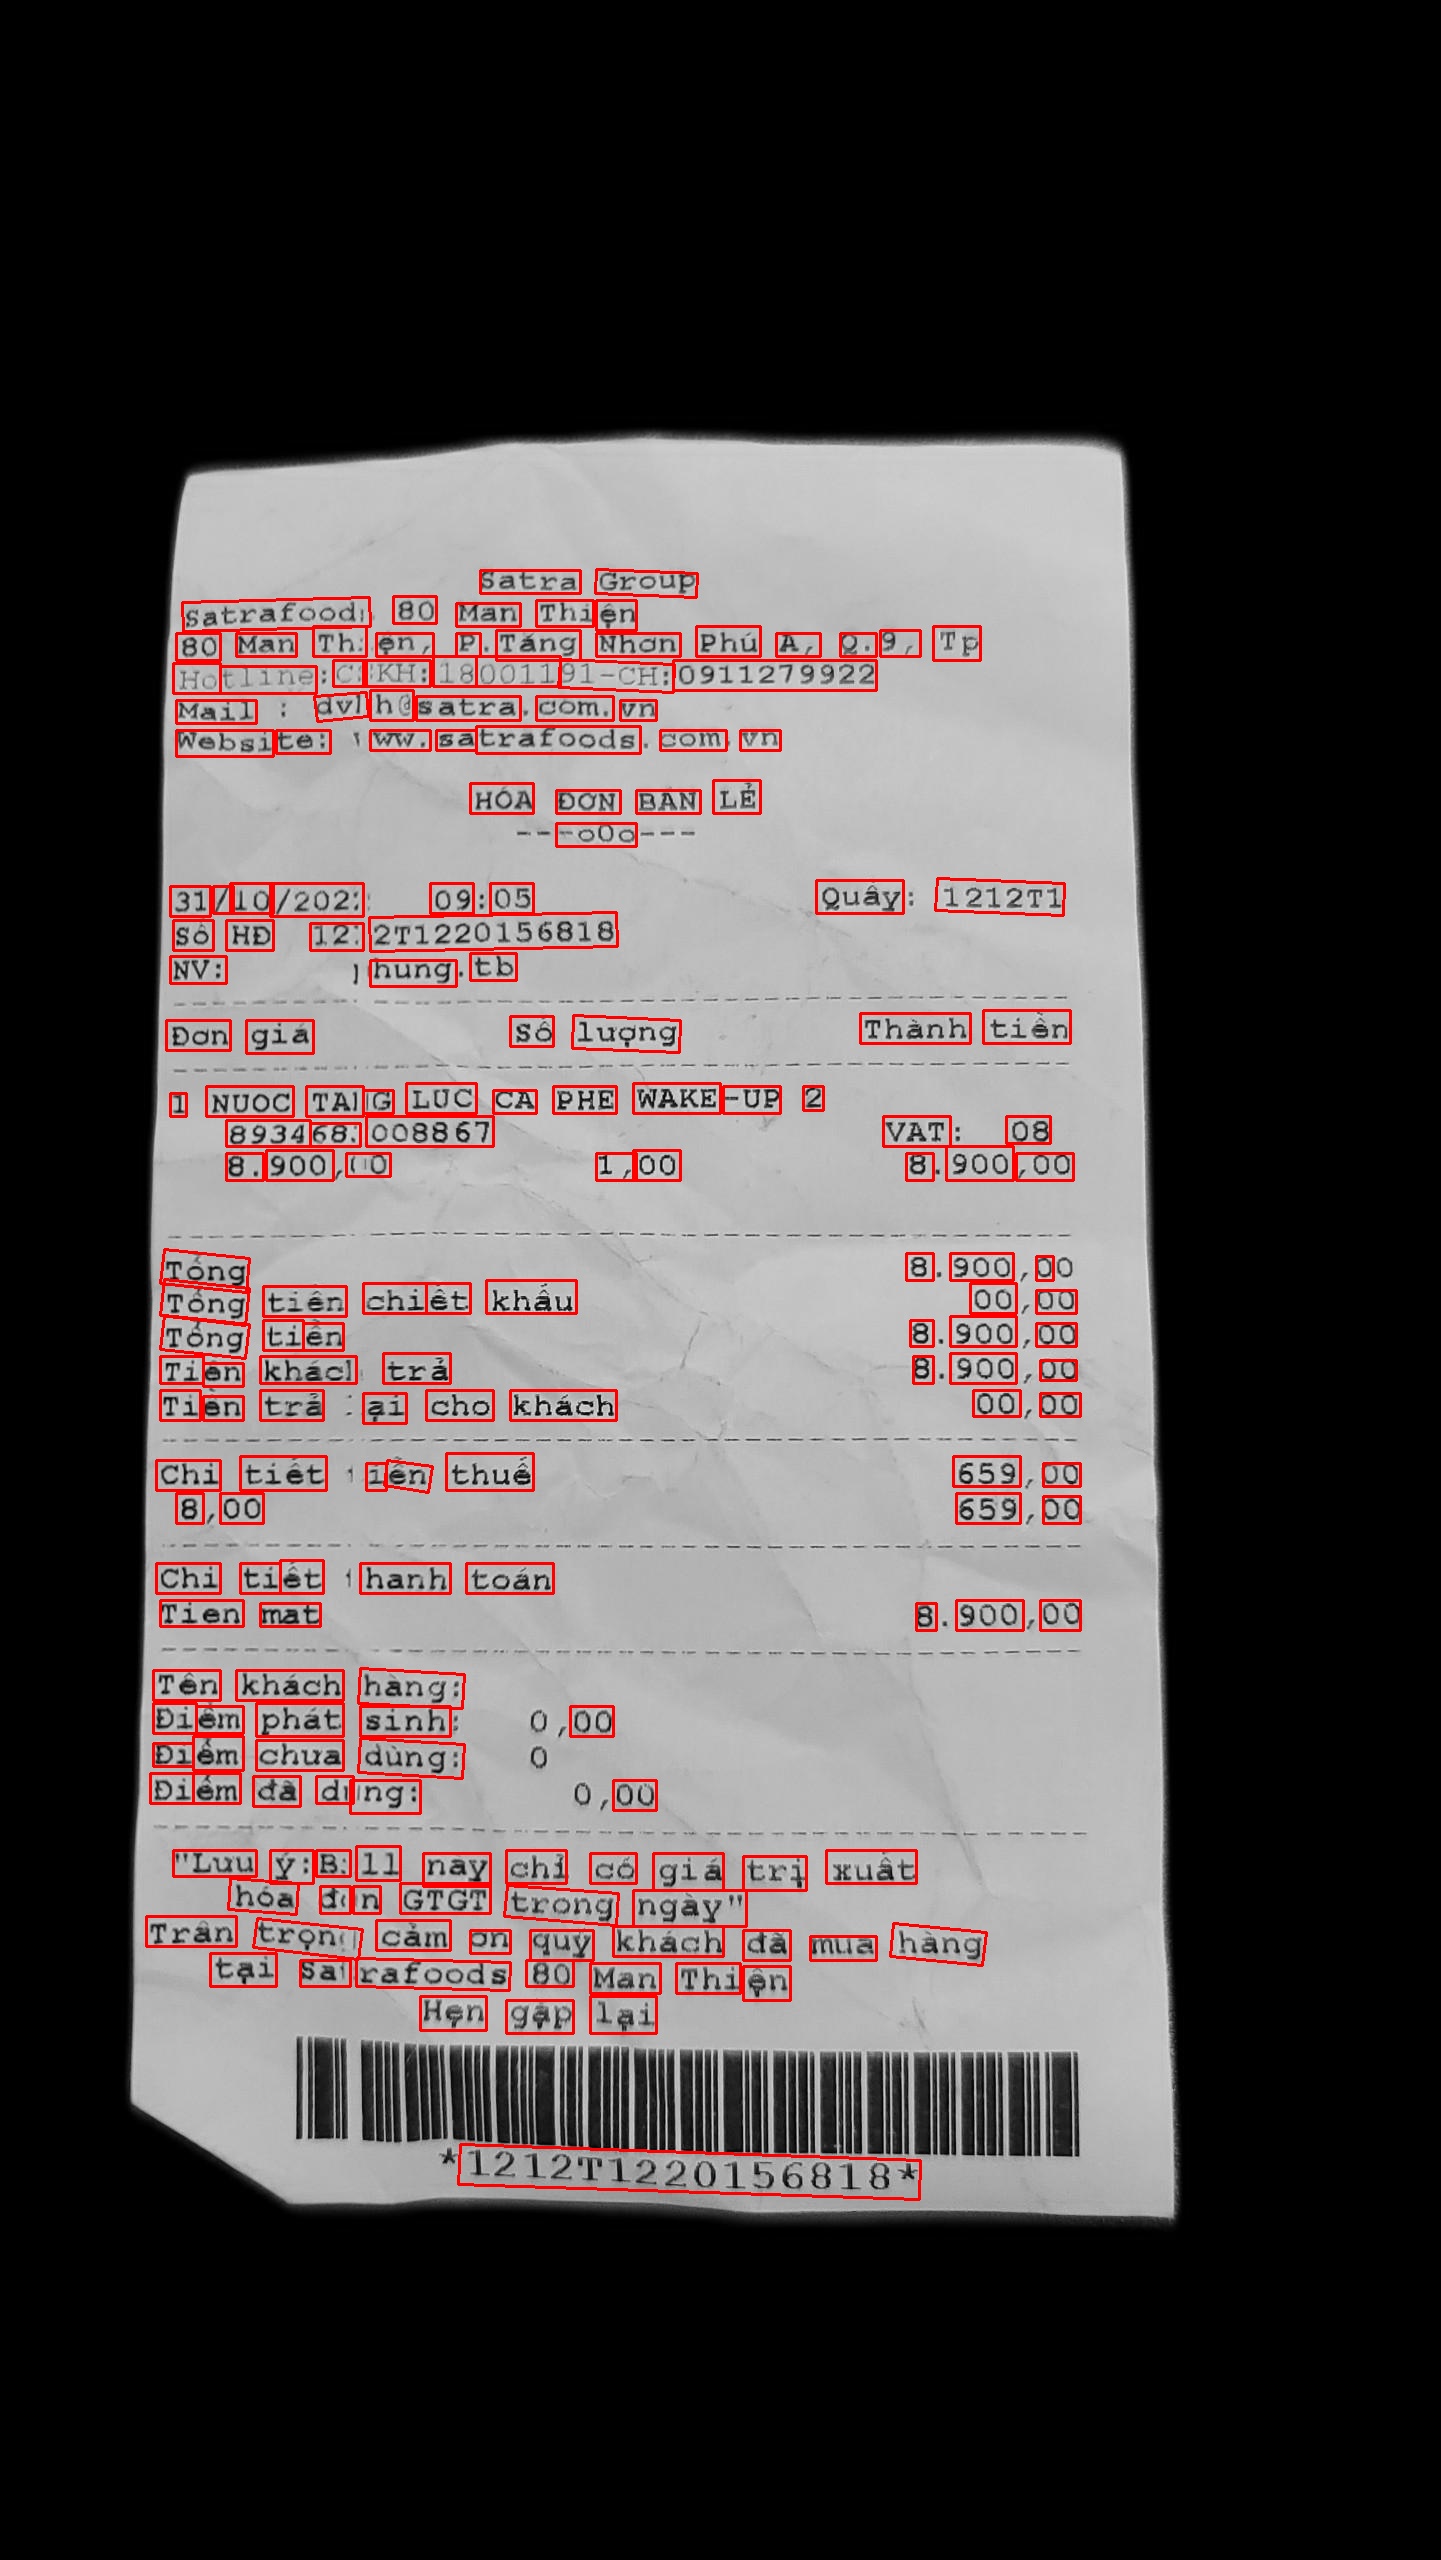 Satra Group
Satrafoods 80 Man Thiện
80 Man Thiện, P.Tăng Nhơn Phú A, Q.9, Tp
Hotline:CSKH:18001191-CH:0911279922
Mail : dvkh@satra.com.vn
Website: www.satrafoods.com.vn
HÓA ĐƠN BÁN LẺ
---oOo---
31/10/2022 09:05 Quầy: 1212T1
Số HĐ 1212T1220156818
NV: nhung.tb
Đơn giá Số lượng Thành tiền
1 NUOC TANG LUC CA PHE WAKE-UP 2
8934683008867 VAT: 08
8.900,00 1,00 8.900,00
Tổng 8.900,00
Tổng tiền chiết khấu 00,00
Tổng tiền 8.900,00
Tiền khách trả 8.900,00
Tiền trả lại cho khách 00,00
Chi tiết tiền thuế 659,00
8,00 659,00
Chi tiết thanh toán
Tien mat 8.900,00
Tên khách hàng:
Điểm phát sinh: 0,00
Điểm chưa dùng: 0
Điểm đã dùng: 0,00
"Lưu ý:Bill này chỉ có giá trị xuất
hóa đơn GTGT trong ngày"
Trân trọng cảm ơn quý khách đã mua hàng
tại Satrafoods 80 Man Thiện
Hẹn gặp lại
*1212T1220156818*